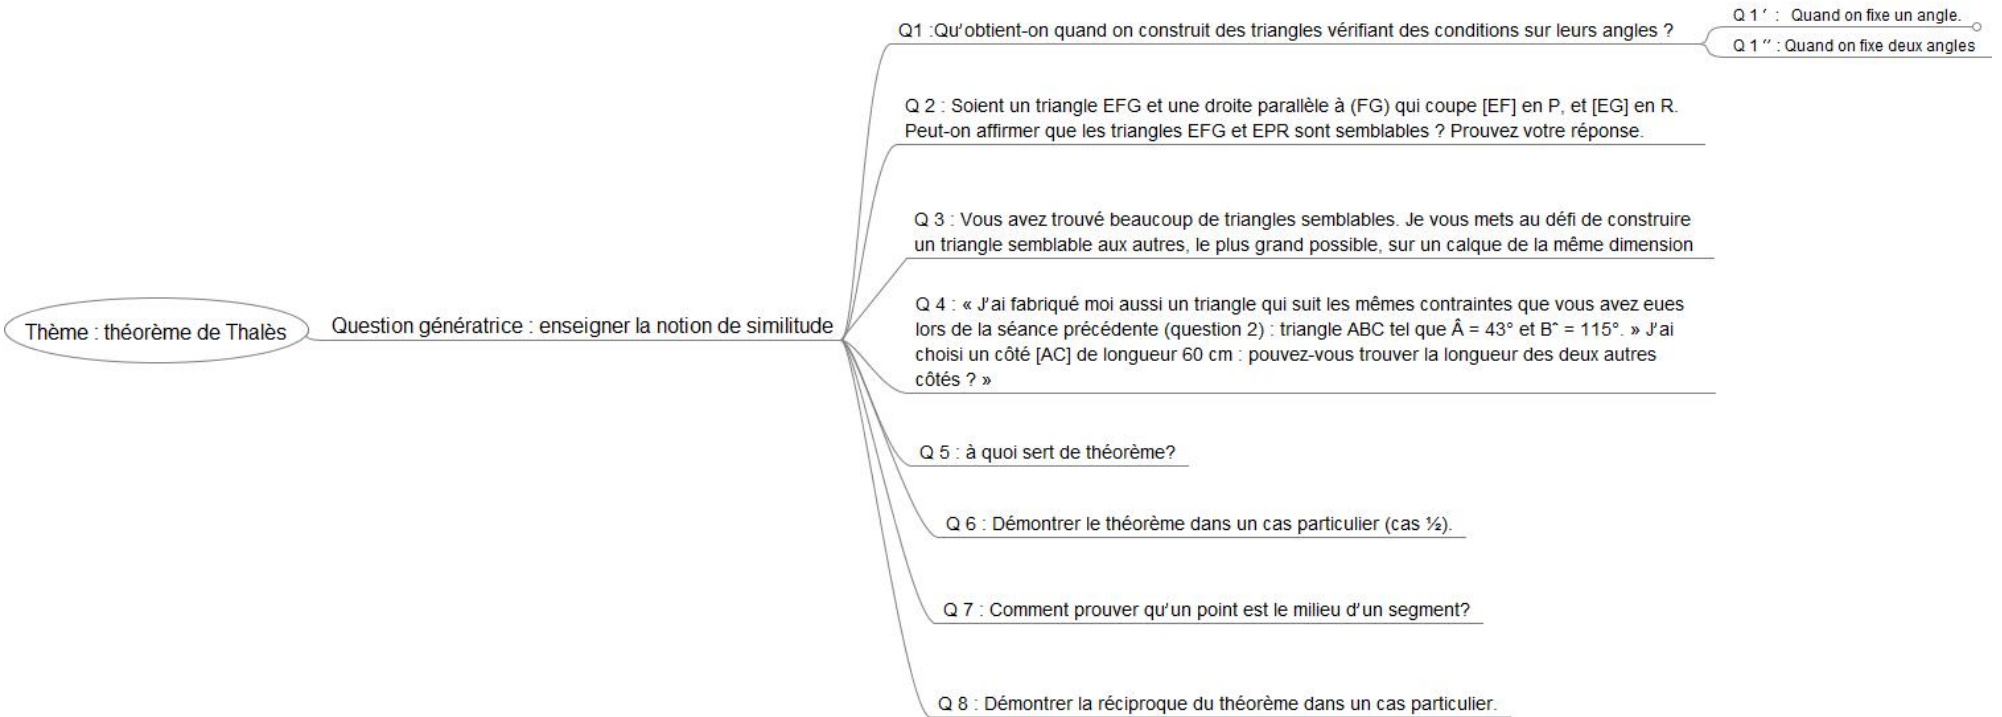 Thème : théorème de Thalès
Question génératrice : enseigner la notion de similitude
Q1 :Qu'obtient-on quand on construit des triangles vérifiant des conditions sur leurs angles ?
Q 1 ′ : Quand on fixe un angle.
Q 1 ″ : Quand on fixe deux angles
Q 2 : Soient un triangle EFG et une droite parallèle à (FG) qui coupe [EF] en P, et [EG] en R.
Peut-on affirmer que les triangles EFG et EPR sont semblables ? Prouvez votre réponse.
Q 3 : Vous avez trouvé beaucoup de triangles semblables. Je vous mets au défi de construire
un triangle semblable aux autres, le plus grand possible, sur un calque de la même dimension
Q 4 : « J'ai fabriqué moi aussi un triangle qui suit les mêmes contraintes que vous avez eues
lors de la séance précédente (question 2) : triangle ABC tel que Â = 43° et Bˆ = 115°. » J'ai
choisi un côté [AC] de longueur 60 cm : pouvez-vous trouver la longueur des deux autres
côtés ? »
Q 5 : à quoi sert de théorème?
Q 6 : Démontrer le théorème dans un cas particulier (cas ½).
Q 7 : Comment prouver qu'un point est le milieu d'un segment?
Q 8 : Démontrer la réciproque du théorème dans un cas particulier.